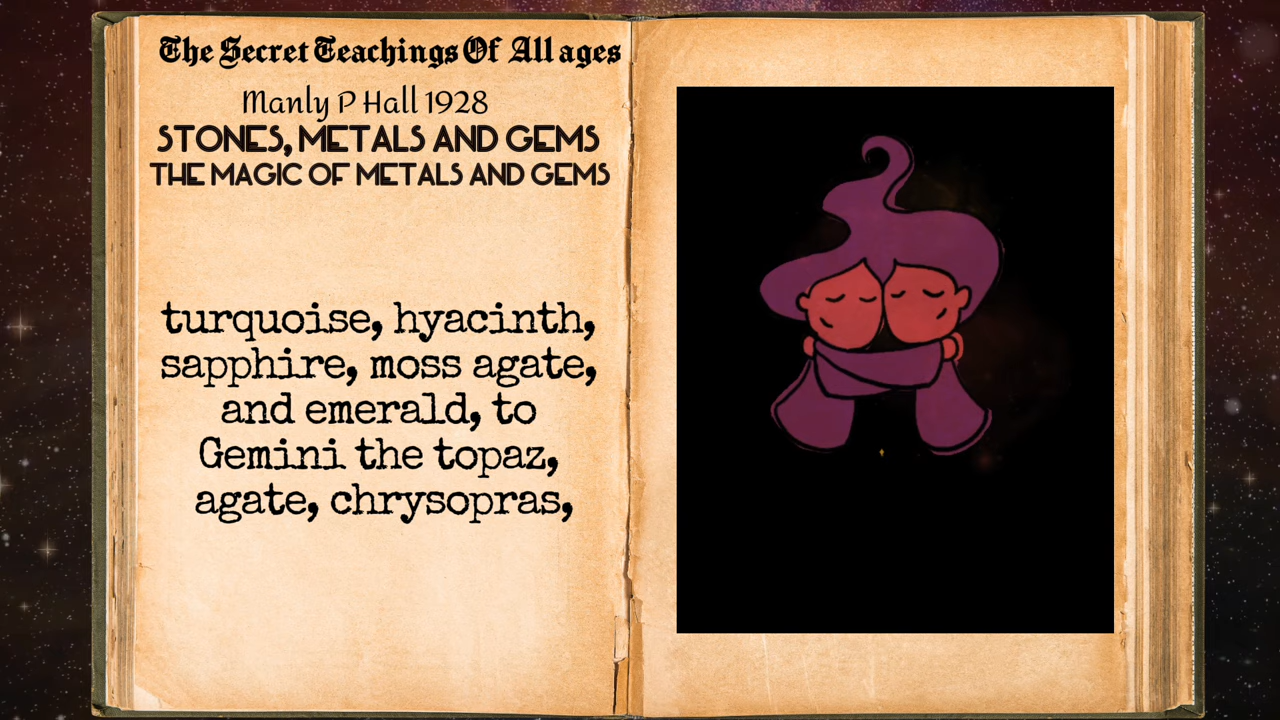 The Secret Teachings Of All ages
Manly P Hall 1928
STONES, METALS AND GEMS
THE MAGIC OF METALS AND GEMS
turquoise, hyacinth,
sapphire, moss agate,
and emerald, to
Gemini the topaz,
agate, chrysopras,